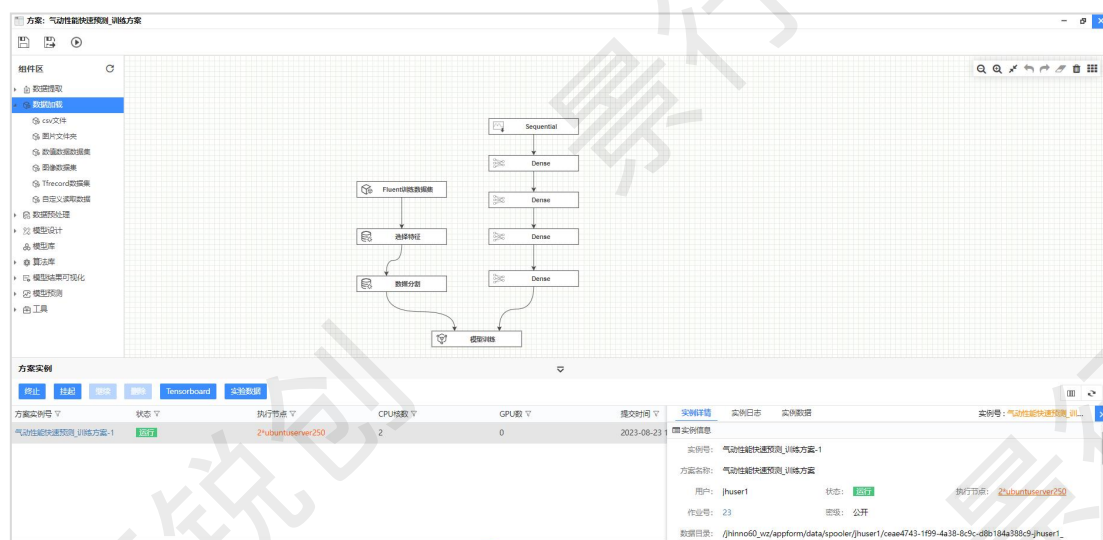 方案: 气动性能快速预测_训练方案
组件区
数据提取
数据加载
csv文件
图片文件夹
数值数据数据集
图像数据集
Tfrecord数据集
自定义读取数据
数据预处理
模型设计
模型库
算法库
模型结果可视化
模型预测
工具
Sequential
Dense
Fluent训练数据集
Dense
选择特征
Dense
数据分割
Dense
模型训练
方案实例
终止 挂起 删除 Tensorboard 实验数据
方案实例号 状态 执行节点 CPU核数 GPU数 提交时间
气动性能快速预测_训练方案-1 运行 2*ubuntuserver250 2 0 2023-08-23 1
实例详情 实例日志 实例数据 实例号: 气动性能快速预测_训...
实例信息
实例号: 气动性能快速预测_训练方案-1
方案名称: 气动性能快速预测_训练方案
用户: jhuser1 状态: 运行 执行节点: 2*ubuntuserver250
作业号: 23 密级: 公开
数据目录: /jhinno60_wz/appform/data/spooler/jhuser1/ceae4743-1f99-4a38-8c9c-d8b184a388c9-jhuser1_
景行
锐创
景行